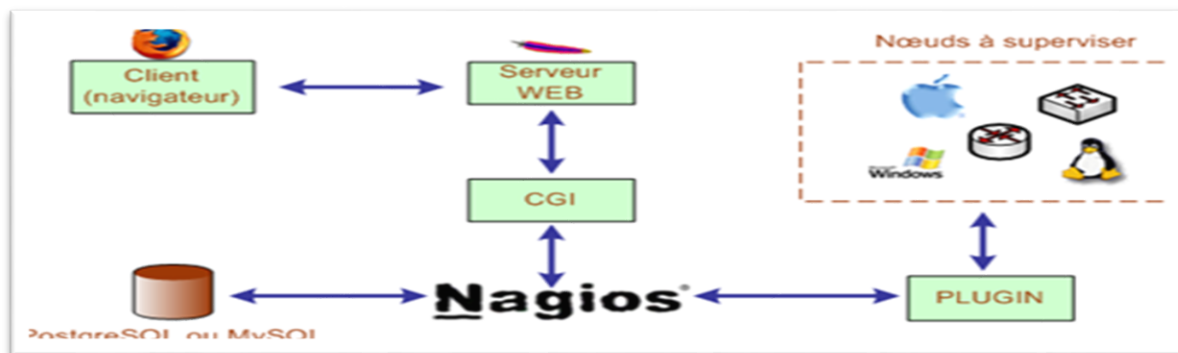 Client
(navigateur)
Serveur
WEB
Nœuds à superviser
Windows
CGI
Nagios
PLUGIN
PostgreSQL ou MySQL